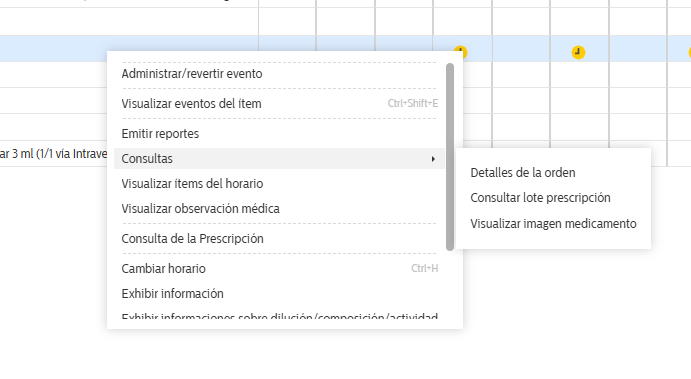 Administrar/revertir evento
Visualizar eventos del ítem Ctrl+Shift+E
Emitir reportes
ar 3 ml (1/1 vía Intrave
Consultas
Detalles de la orden
Consultar lote prescripción
Visualizar imagen medicamento
Visualizar ítems del horario
Visualizar observación médica
Consulta de la Prescripción
Cambiar horario Ctrl+H
Exhibir información
Exhibir informaciones sobre dilución/composición/actividad